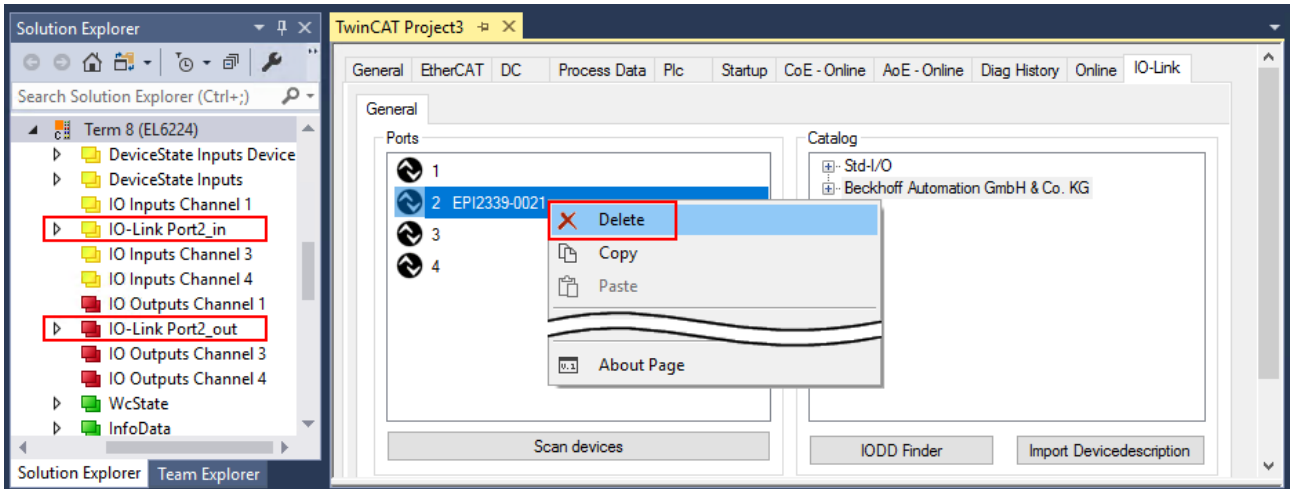 Solution Explorer
Search Solution Explorer (Ctrl+;)
Term 8 (EL6224)
DeviceState Inputs Device
DeviceState Inputs
IO Inputs Channel 1
IO-Link Port2_in
IO Inputs Channel 3
IO Inputs Channel 4
IO Outputs Channel 1
IO-Link Port2_out
IO Outputs Channel 3
IO Outputs Channel 4
WcState
InfoData
Solution Explorer Team Explorer
TwinCAT Project3
General EtherCAT DC Process Data Plc Startup CoE - Online AoE - Online Diag History Online IO-Link
General
Ports
1
2 EPI2339-0021
3
4
Delete
Copy
Paste
About Page
Scan devices
Catalog
Std-I/O
Beckhoff Automation GmbH & Co. KG
IODD Finder Import Devicedescription